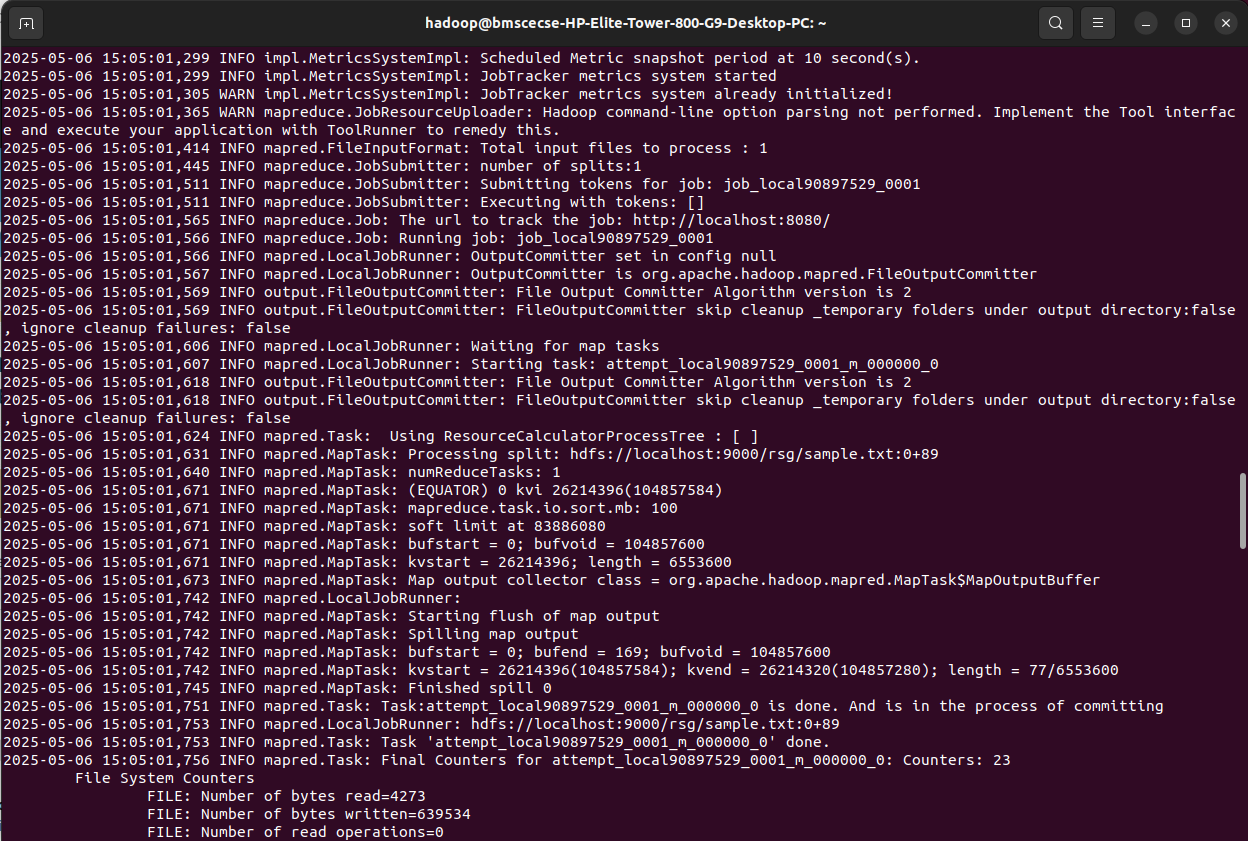 hadoop@bmscecse-HP-Elite-Tower-800-G9-Desktop-PC: ~
2025-05-06 15:05:01,299 INFO impl.MetricsSystemImpl: Scheduled Metric snapshot period at 10 second(s).
2025-05-06 15:05:01,299 INFO impl.MetricsSystemImpl: JobTracker metrics system started
2025-05-06 15:05:01,305 WARN impl.MetricsSystemImpl: JobTracker metrics system already initialized!
2025-05-06 15:05:01,365 WARN mapreduce.JobResourceUploader: Hadoop command-line option parsing not performed. Implement the Tool interfac
e and execute your application with ToolRunner to remedy this.
2025-05-06 15:05:01,414 INFO mapred.FileInputFormat: Total input files to process : 1
2025-05-06 15:05:01,445 INFO mapreduce.JobSubmitter: number of splits:1
2025-05-06 15:05:01,511 INFO mapreduce.JobSubmitter: Submitting tokens for job: job_local90897529_0001
2025-05-06 15:05:01,511 INFO mapreduce.JobSubmitter: Executing with tokens: []
2025-05-06 15:05:01,565 INFO mapreduce.Job: The url to track the job: http://localhost:8080/
2025-05-06 15:05:01,566 INFO mapreduce.Job: Running job: job_local90897529_0001
2025-05-06 15:05:01,566 INFO mapred.LocalJobRunner: OutputCommitter set in config null
2025-05-06 15:05:01,567 INFO mapred.LocalJobRunner: OutputCommitter is org.apache.hadoop.mapred.FileOutputCommitter
2025-05-06 15:05:01,569 INFO output.FileOutputCommitter: File Output Committer Algorithm version is 2
2025-05-06 15:05:01,569 INFO output.FileOutputCommitter: FileOutputCommitter skip cleanup _temporary folders under output directory:false
, ignore cleanup failures: false
2025-05-06 15:05:01,606 INFO mapred.LocalJobRunner: Waiting for map tasks
2025-05-06 15:05:01,607 INFO mapred.LocalJobRunner: Starting task: attempt_local90897529_0001_m_000000_0
2025-05-06 15:05:01,618 INFO output.FileOutputCommitter: File Output Committer Algorithm version is 2
2025-05-06 15:05:01,618 INFO output.FileOutputCommitter: FileOutputCommitter skip cleanup _temporary folders under output directory:false
, ignore cleanup failures: false
2025-05-06 15:05:01,624 INFO mapred.Task:  Using ResourceCalculatorProcessTree : [ ]
2025-05-06 15:05:01,631 INFO mapred.MapTask: Processing split: hdfs://localhost:9000/rsg/sample.txt:0+89
2025-05-06 15:05:01,640 INFO mapred.MapTask: numReduceTasks: 1
2025-05-06 15:05:01,671 INFO mapred.MapTask: (EQUATOR) 0 kvi 26214396(104857584)
2025-05-06 15:05:01,671 INFO mapred.MapTask: mapreduce.task.io.sort.mb: 100
2025-05-06 15:05:01,671 INFO mapred.MapTask: soft limit at 83886080
2025-05-06 15:05:01,671 INFO mapred.MapTask: bufstart = 0; bufvoid = 104857600
2025-05-06 15:05:01,671 INFO mapred.MapTask: kvstart = 26214396; length = 6553600
2025-05-06 15:05:01,673 INFO mapred.MapTask: Map output collector class = org.apache.hadoop.mapred.MapTask$MapOutputBuffer
2025-05-06 15:05:01,742 INFO mapred.LocalJobRunner:
2025-05-06 15:05:01,742 INFO mapred.MapTask: Starting flush of map output
2025-05-06 15:05:01,742 INFO mapred.MapTask: Spilling map output
2025-05-06 15:05:01,742 INFO mapred.MapTask: bufstart = 0; bufend = 169; bufvoid = 104857600
2025-05-06 15:05:01,742 INFO mapred.MapTask: kvstart = 26214396(104857584); kvend = 26214320(104857280); length = 77/6553600
2025-05-06 15:05:01,745 INFO mapred.MapTask: Finished spill 0
2025-05-06 15:05:01,751 INFO mapred.Task: Task:attempt_local90897529_0001_m_000000_0 is done. And is in the process of committing
2025-05-06 15:05:01,753 INFO mapred.LocalJobRunner: hdfs://localhost:9000/rsg/sample.txt:0+89
2025-05-06 15:05:01,753 INFO mapred.Task: Task 'attempt_local90897529_0001_m_000000_0' done.
2025-05-06 15:05:01,756 INFO mapred.Task: Final Counters for attempt_local90897529_0001_m_000000_0: Counters: 23
File System Counters
FILE: Number of bytes read=4273
FILE: Number of bytes written=639534
FILE: Number of read operations=0